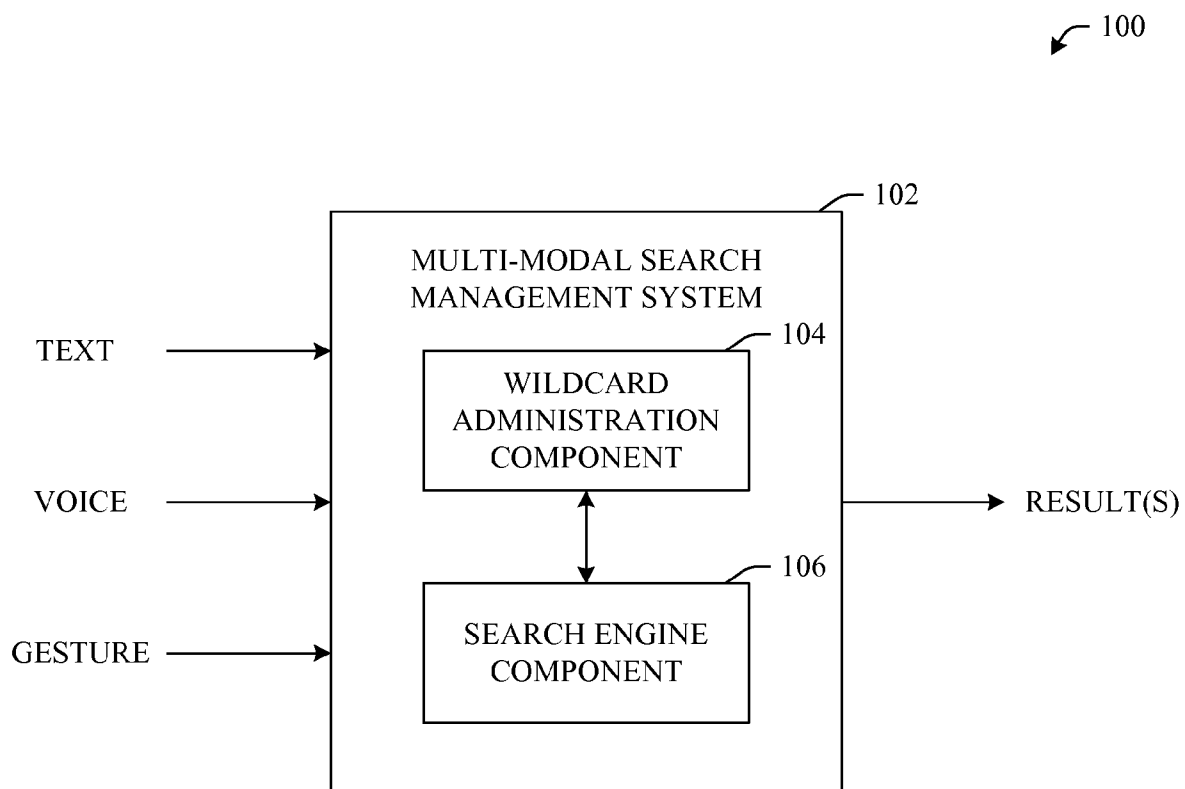 100
102
MULTI-MODAL SEARCH
MANAGEMENT SYSTEM
104
TEXT
WILDCARD
ADMINISTRATION
COMPONENT
VOICE
RESULT(S)
106
SEARCH ENGINE
COMPONENT
GESTURE